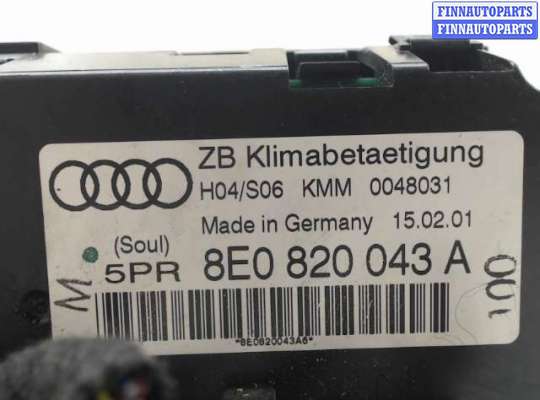 FINNAUTOPARTS
FINNAUTOPARTS
ZB Klimabetaetigung
H04/S06 KMM 0048031
Made in Germany 15.02.01
(Soul)
5PR 8E0 820 043 A
M
001
*8E0820043A6*